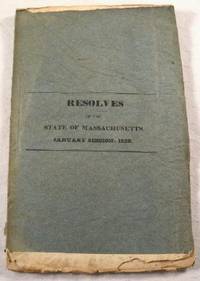 RESOLVES
OF THE
STATE OF MASSACHUSETTS.
JANUARY SESSION,